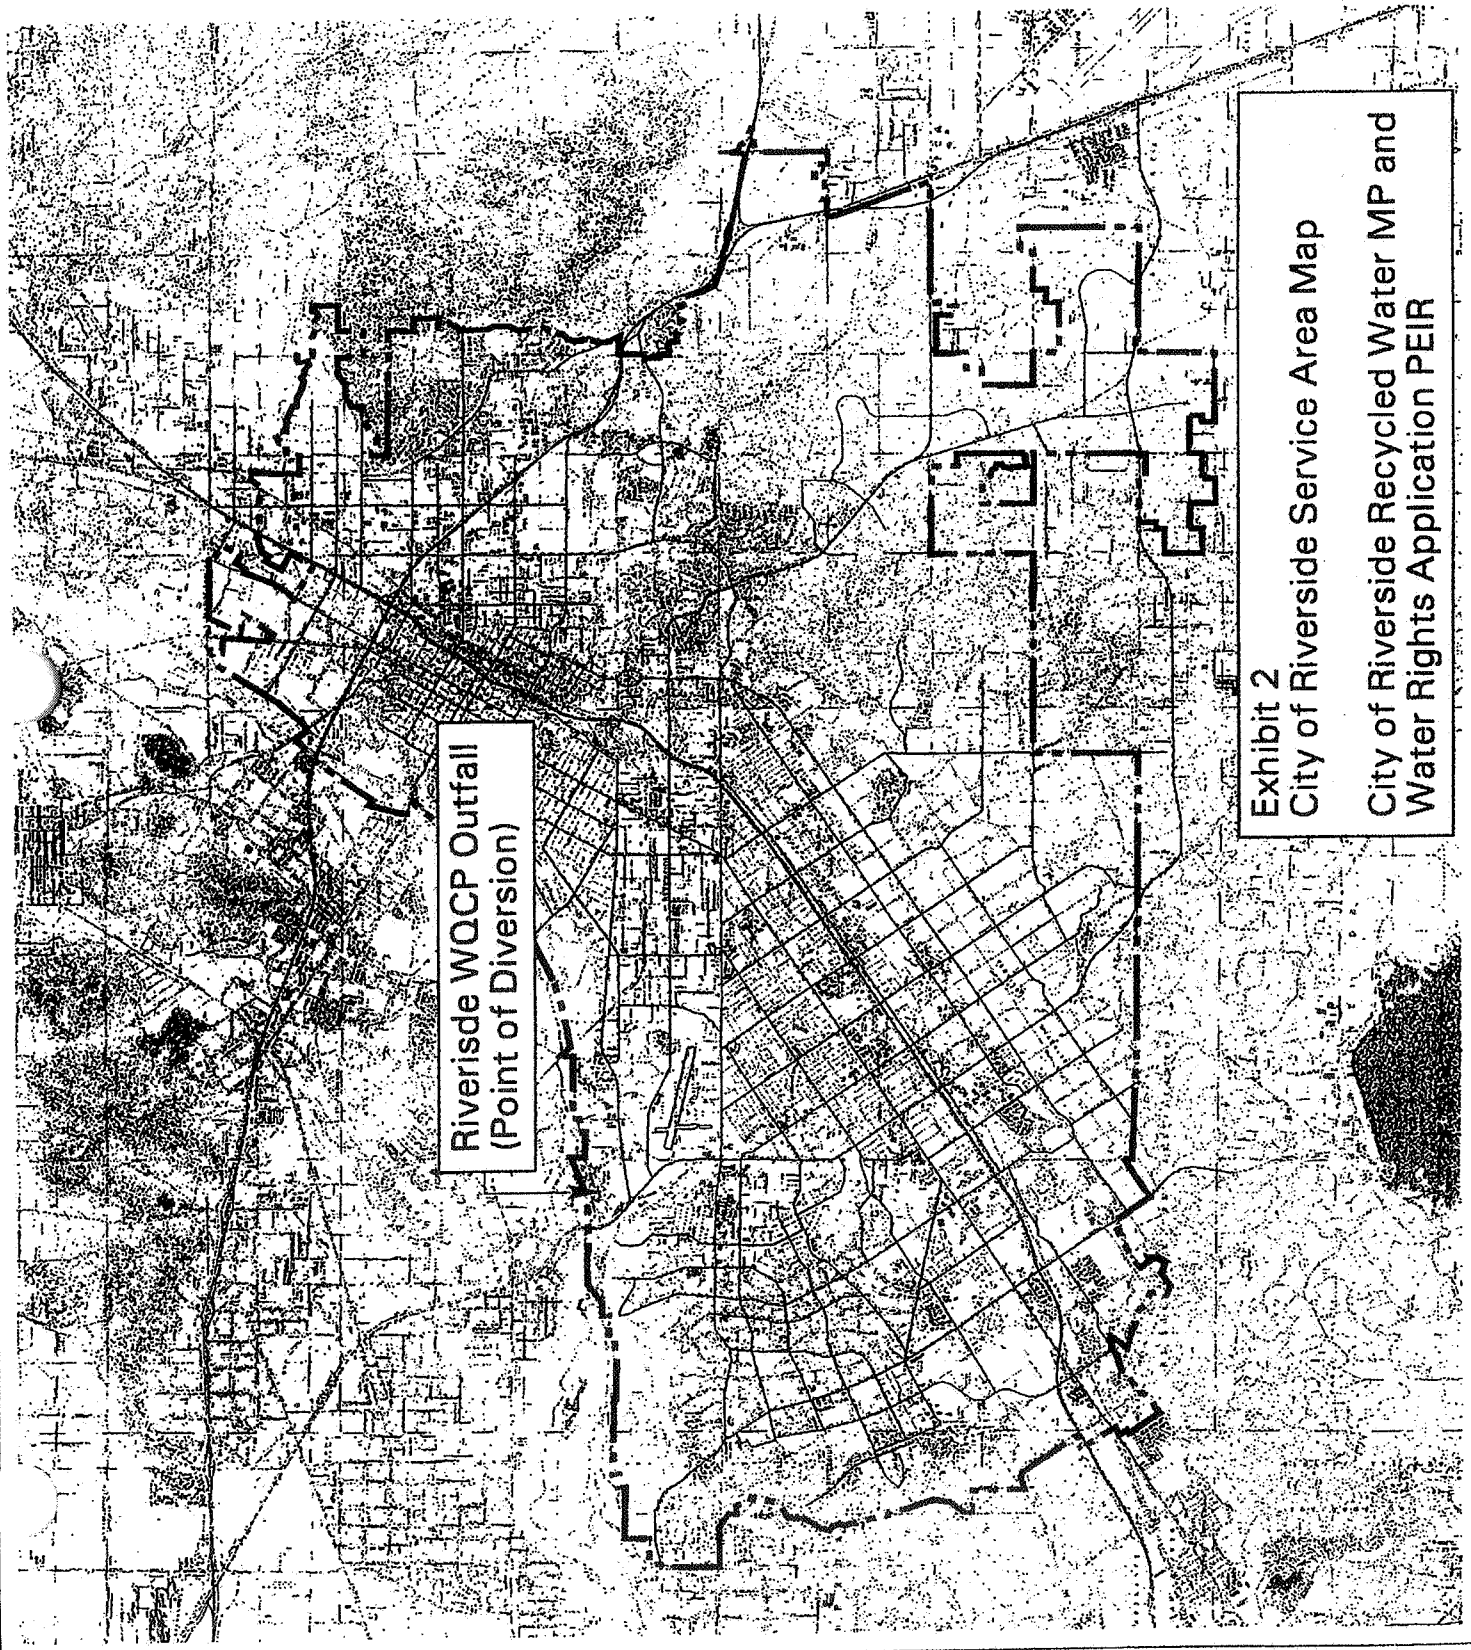 Riveriside WQCP Outfall
(Point of Diversion)
Exhibit 2
City of Riverside Service Area Map
City of Riverside Recycled Water MP and
Water Rights Application PEIR